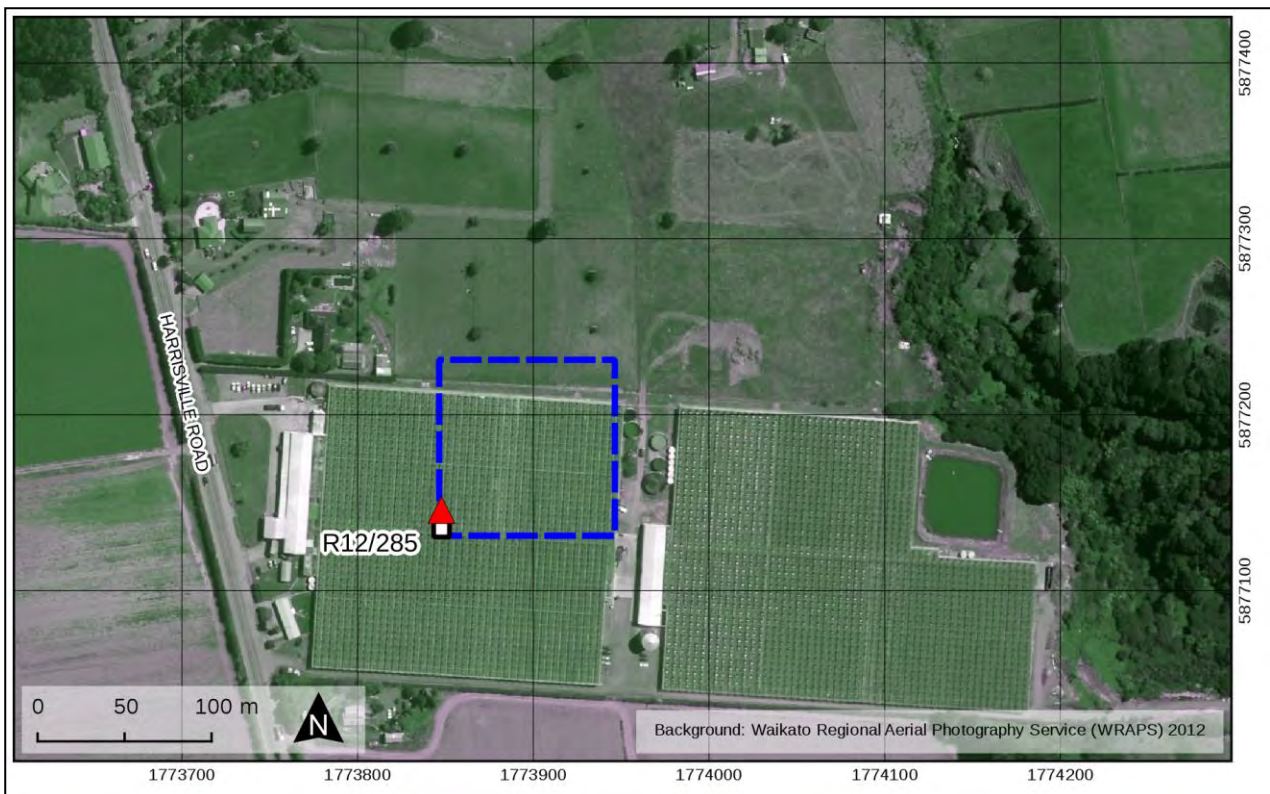 5877400
5877300
HARRISVILLE ROAD
5877200
R12/285
5877100
0 50 100 m
N
Background: Waikato Regional Aerial Photography Service (WRAPS) 2012
1773700 1773800 1773900 1774000 1774100 1774200